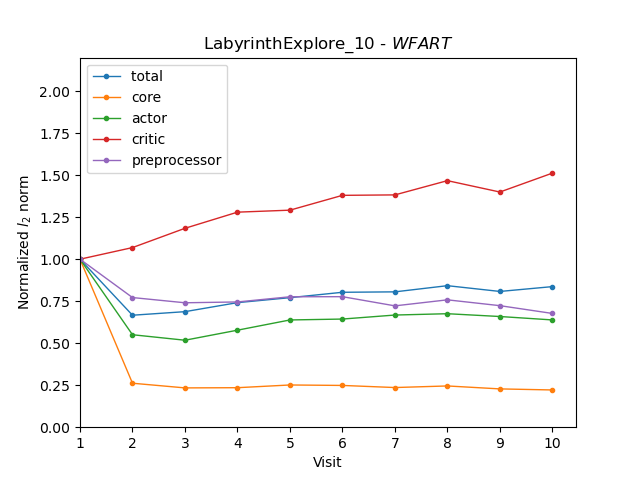 LabyrinthExplore_10 - WFART
total
core
actor
critic
preprocessor
Normalized l₂ norm
2.00
1.75
1.50
1.25
1.00
0.75
0.50
0.25
0.00
1 2 3 4 5 6 7 8 9 10
Visit